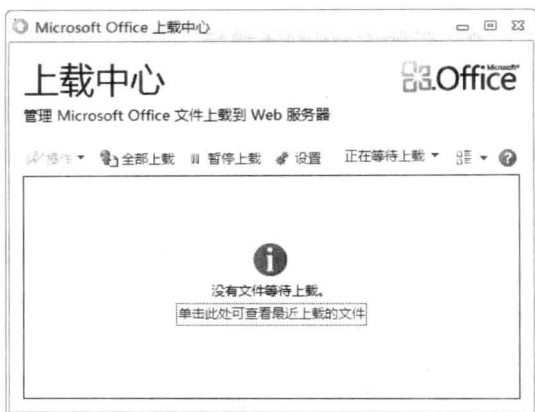 Microsoft Office 上载中心
上载中心
Microsoft
Office
管理 Microsoft Office 文件上载到 Web 服务器
操作 全部上载 暂停上载 设置 正在等待上载
没有文件等待上载。
单击此处可查看最近上载的文件